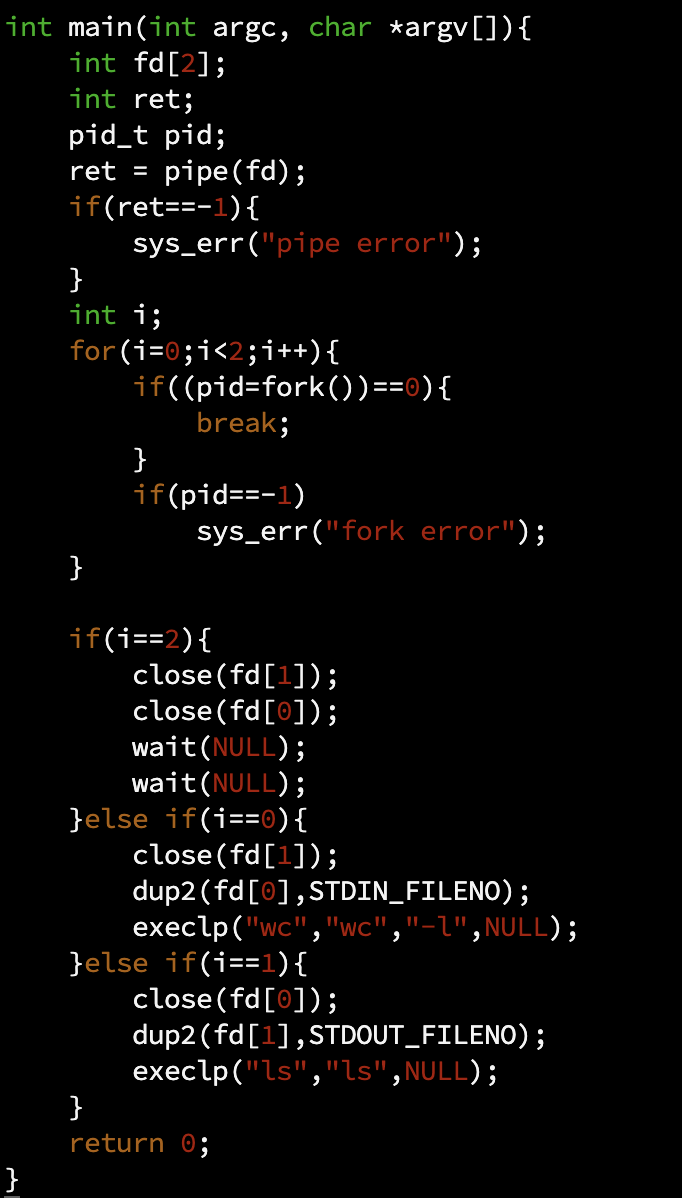 int main(int argc, char *argv[]){
    int fd[2];
    int ret;
    pid_t pid;
    ret = pipe(fd);
    if(ret==-1){
        sys_err("pipe error");
    }
    int i;
    for(i=0;i<2;i++){
        if((pid=fork())==0){
            break;
        }
        if(pid==-1)
            sys_err("fork error");
    }

    if(i==2){
        close(fd[1]);
        close(fd[0]);
        wait(NULL);
        wait(NULL);
    }else if(i==0){
        close(fd[1]);
        dup2(fd[0],STDIN_FILENO);
        execlp("wc","wc","-l",NULL);
    }else if(i==1){
        close(fd[0]);
        dup2(fd[1],STDOUT_FILENO);
        execlp("ls","ls",NULL);
    }
    return 0;
}